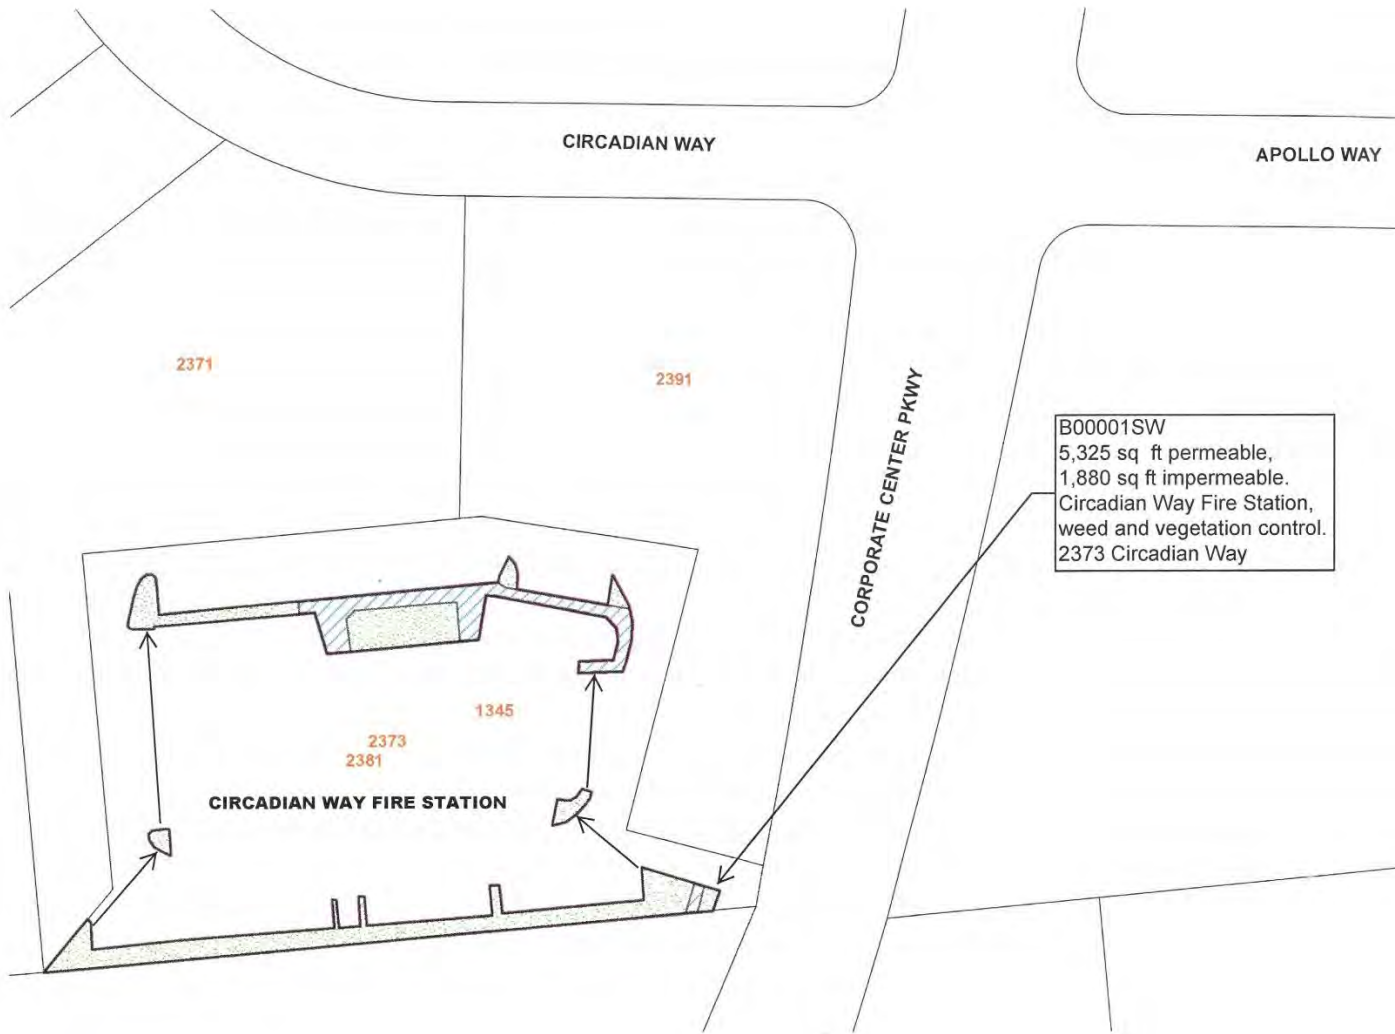 CIRCADIAN WAY
APOLLO WAY
2371
2391
CORPORATE CENTER PKWY
B00001SW
5,325 sq ft permeable,
1,880 sq ft impermeable.
Circadian Way Fire Station,
weed and vegetation control.
2373 Circadian Way
1345
2373
2381
CIRCADIAN WAY FIRE STATION